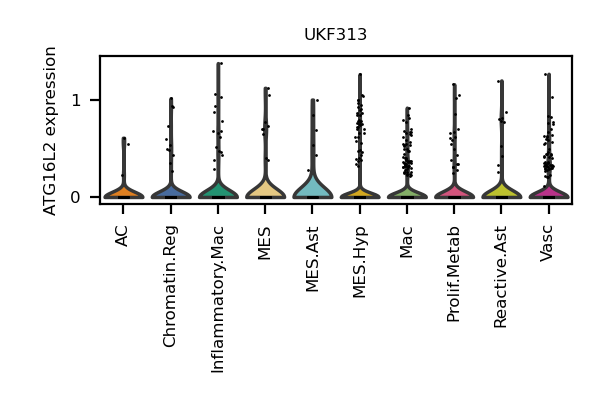 UKF313
ATG16L2 expression
1
0
AC
Chromatin.Reg
Inflammatory.Mac
MES
MES.Ast
MES.Hyp
Mac
Prolif.Metab
Reactive.Ast
Vasc